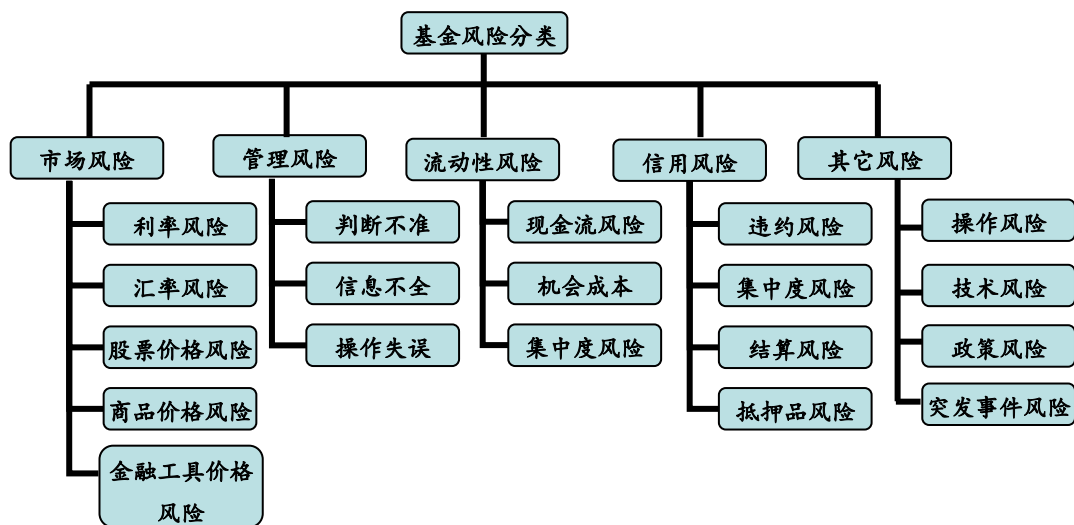 基金风险分类
市场风险
管理风险
流动性风险
信用风险
其它风险
利率风险
汇率风险
股票价格风险
商品价格风险
金融工具价格
风险
判断不准
信息不全
操作失误
现金流风险
机会成本
集中度风险
违约风险
集中度风险
结算风险
抵押品风险
操作风险
技术风险
政策风险
突发事件风险